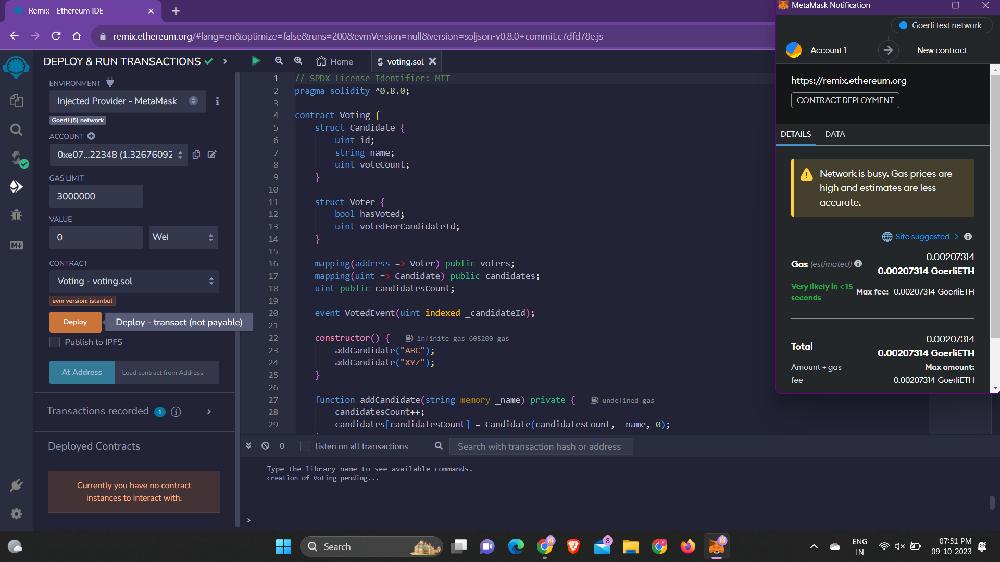 Remix - Ethereum IDE
remix.ethereum.org/#lang=en&optimize=false&runs=200&evmVersion=null&version=soljson-v0.8.0+commit.c7dfd78e.js
DEPLOY & RUN TRANSACTIONS
ENVIRONMENT
Injected Provider - MetaMask
Goerli (5) network
ACCOUNT
0xe07...22348 (1.32676092
GAS LIMIT
3000000
VALUE
0
Wei
CONTRACT
Voting - voting.sol
evm version: istanbul
Deploy
Deploy - transact (not payable)
Publish to IPFS
At Address
Load contract from Address
Transactions recorded 1
Deployed Contracts
Currently you have no contract
instances to interact with.
Home
voting.sol
1 // SPDX-License-Identifier: MIT
2 pragma solidity ^0.8.0;
3
4 contract Voting {
5 struct Candidate {
6 uint id;
7 string name;
8 uint voteCount;
9 }
10
11 struct Voter {
12 bool hasVoted;
13 uint votedForCandidateId;
14 }
15
16 mapping(address => Voter) public voters;
17 mapping(uint => Candidate) public candidates;
18 uint public candidatesCount;
19
20 event VotedEvent(uint indexed _candidateId);
21
22 constructor() { infinite gas 605200 gas
23 addCandidate("ABC");
24 addCandidate("XYZ");
25 }
26
27 function addCandidate(string memory _name) private { undefined gas
28 candidatesCount++;
29 candidates[candidatesCount] = Candidate(candidatesCount, _name, 0);
0
listen on all transactions
Search with transaction hash or address
Type the library name to see available commands.
creation of Voting pending...
>
MetaMask Notification
Goerli test network
Account 1
New contract
https://remix.ethereum.org
CONTRACT DEPLOYMENT
DETAILS
DATA
Network is busy. Gas prices are
high and estimates are less
accurate.
Site suggested
Gas (estimated)
0.00207314
0.00207314 GoerliETH
Very likely in < 15
seconds
Max fee: 0.00207314 GoerliETH
Total
0.00207314
0.00207314 GoerliETH
Amount + gas
fee
Max amount:
0.00207314 GoerliETH
Search
8
F
ENG
IN
07:51 PM
09-10-2023